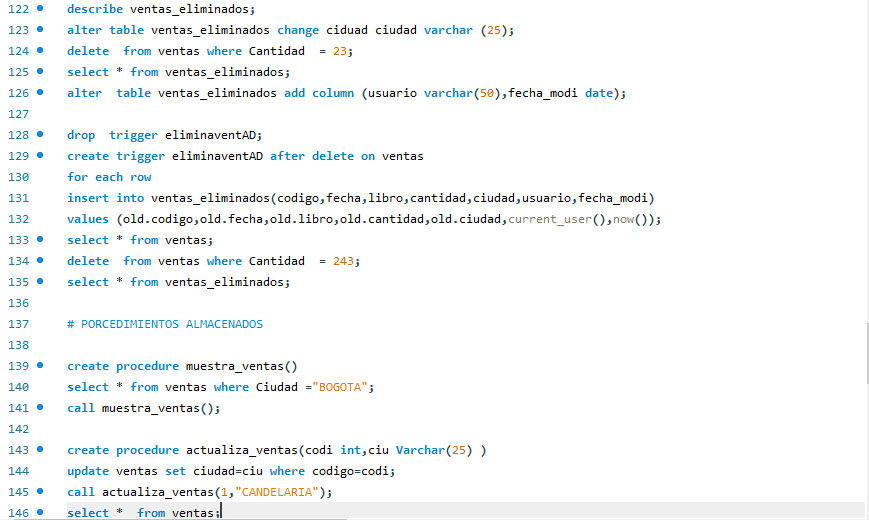 122 describe ventas_eliminados;
123 alter table ventas_eliminados change ciduad ciudad varchar (25);
124 delete  from ventas where Cantidad  = 23;
125 select * from ventas_eliminados;
126 alter  table ventas_eliminados add column (usuario varchar(50),fecha_modi date);
127
128 drop  trigger eliminaventAD;
129 create trigger eliminaventAD after delete on ventas
130 for each row
131 insert into ventas_eliminados(codigo,fecha,libro,cantidad,ciudad,usuario,fecha_modi)
132 values (old.codigo,old.fecha,old.libro,old.cantidad,old.ciudad,current_user(),now());
133 select * from ventas;
134 delete  from ventas where Cantidad  = 243;
135 select * from ventas_eliminados;
136
137 # PORCEDIMIENTOS ALMACENADOS
138
139 create procedure muestra_ventas()
140 select * from ventas where Ciudad ="BOGOTA";
141 call muestra_ventas();
142
143 create procedure actualiza_ventas(codi int,ciu Varchar(25) )
144 update ventas set ciudad=ciu where codigo=codi;
145 call actualiza_ventas(1,"CANDELARIA");
146 select *  from ventas;